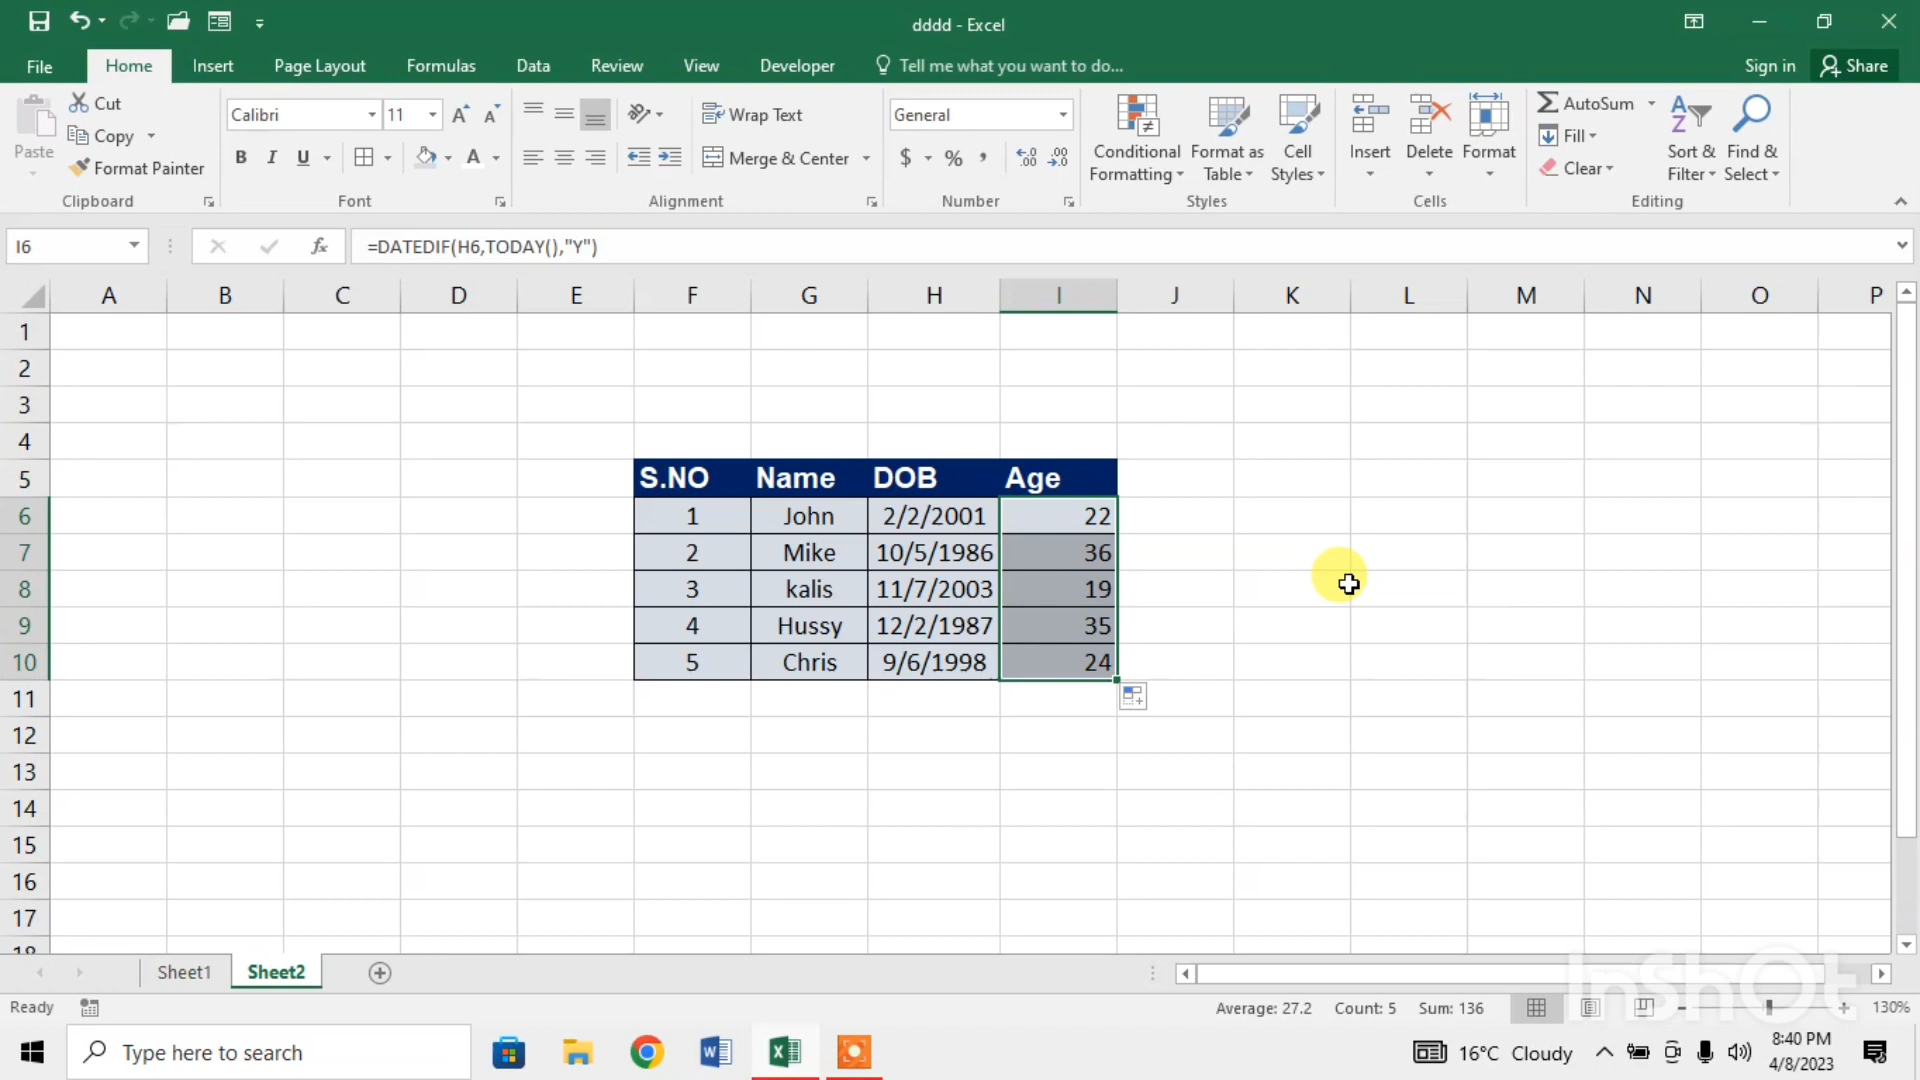 dddd - Excel
File Home Insert Page Layout Formulas Data Review View Developer Tell me what you want to do... Sign in Share
Paste Cut Copy Format Painter Clipboard
Calibri 11 B I U A Font
Wrap Text Merge & Center Alignment
General $ % Number
Conditional Formatting Format as Table Cell Styles Styles
Insert Delete Format Cells
AutoSum Fill Clear Sort & Filter Find & Select Editing
I6 fx =DATEDIF(H6,TODAY(),"Y")
A B C D E F G H I J K L M N O P
1
2
3
4
5 S.NO Name DOB Age
6 1 John 2/2/2001 22
7 2 Mike 10/5/1986 36
8 3 kalis 11/7/2003 19
9 4 Hussy 12/2/1987 35
10 5 Chris 9/6/1998 24
11
12
13
14
15
16
17
18
Sheet1 Sheet2
InShOt
Ready Average: 27.2 Count: 5 Sum: 136 130%
Type here to search 16°C Cloudy 8:40 PM
4/8/2023